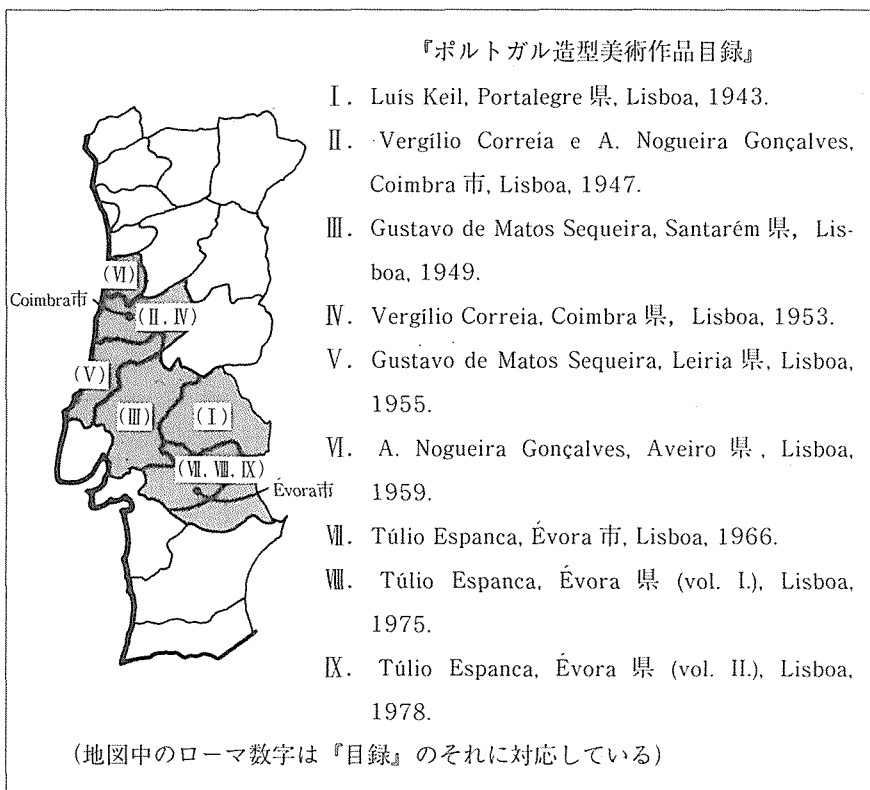 『ポルトガル造型美術作品目録』
Ⅰ. Luís Keil, Portalegre 県, Lisboa, 1943.
Ⅱ. Vergílio Correia e A. Nogueira Gonçalves,
Coimbra 市, Lisboa, 1947.
Ⅲ. Gustavo de Matos Sequeira, Santarém 県, Lis-
boa, 1949.
Ⅳ. Vergílio Correia, Coimbra 県, Lisboa, 1953.
Ⅴ. Gustavo de Matos Sequeira, Leiria 県, Lisboa,
1955.
Ⅵ. A. Nogueira Gonçalves, Aveiro 県, Lisboa,
1959.
Ⅶ. Túlio Espanca, Évora 市, Lisboa, 1966.
Ⅷ. Túlio Espanca, Évora 県 (vol. I.), Lisboa,
1975.
Ⅸ. Túlio Espanca, Évora 県 (vol. II.), Lisboa,
1978.
(Ⅵ)
Coimbra市
(Ⅱ, Ⅳ)
(Ⅴ)
(Ⅲ)
(Ⅰ)
(Ⅶ, Ⅷ, Ⅸ)
Évora市
(地図中のローマ数字は『目録』のそれに対応している)